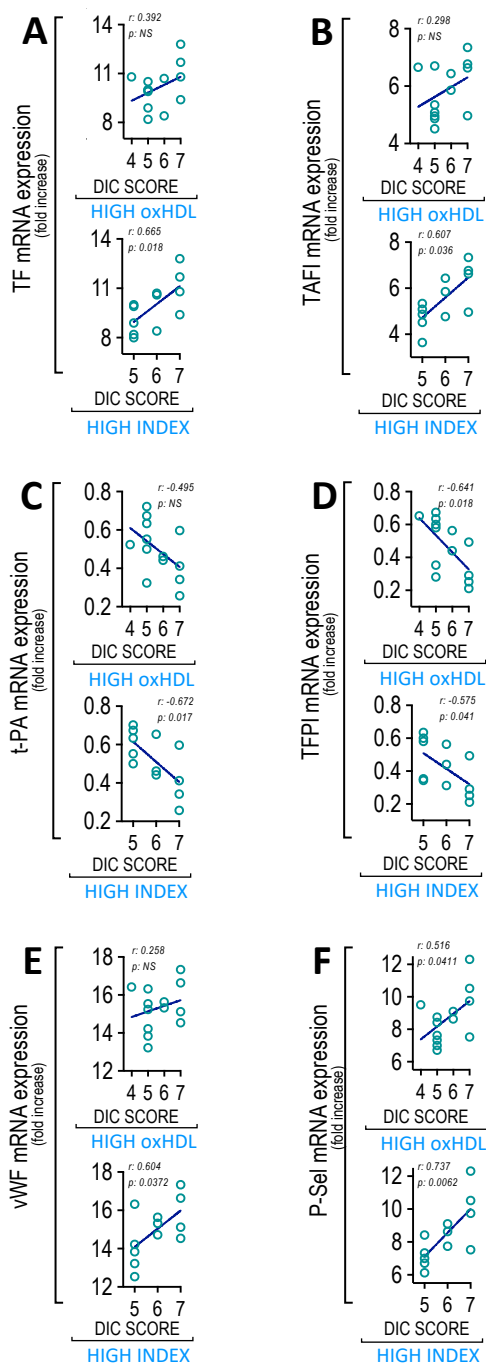 A
TF mRNA expression
(fold increase)
r: 0.392
p: NS
14
11
8
4 5 6 7
DIC SCORE
HIGH oxHDL
r: 0.665
p: 0.018
14
11
8
5 6 7
DIC SCORE
HIGH INDEX
B
TAFI mRNA expression
(fold increase)
r: 0.298
p: NS
8
6
4
4 5 6 7
DIC SCORE
HIGH oxHDL
r: 0.607
p: 0.036
8
6
4
5 6 7
DIC SCORE
HIGH INDEX
C
t-PA mRNA expression
(fold increase)
r: -0.495
p: NS
0.8
0.6
0.4
0.2
4 5 6 7
DIC SCORE
HIGH oxHDL
r: -0.672
p: 0.017
0.8
0.6
0.4
0.2
5 6 7
DIC SCORE
HIGH INDEX
D
TFPI mRNA expression
(fold increase)
r: -0.641
p: 0.018
0.8
0.6
0.4
0.2
4 5 6 7
DIC SCORE
HIGH oxHDL
r: -0.575
p: 0.041
0.8
0.6
0.4
0.2
5 6 7
DIC SCORE
HIGH INDEX
E
vWF mRNA expression
(fold increase)
r: 0.258
p: NS
18
16
14
12
4 5 6 7
DIC SCORE
HIGH oxHDL
r: 0.604
p: 0.0372
18
16
14
12
5 6 7
DIC SCORE
HIGH INDEX
F
P-Sel mRNA expression
(fold increase)
r: 0.516
p: 0.0411
12
10
8
6
4 5 6 7
DIC SCORE
HIGH oxHDL
r: 0.737
p: 0.0062
12
10
8
6
5 6 7
DIC SCORE
HIGH INDEX